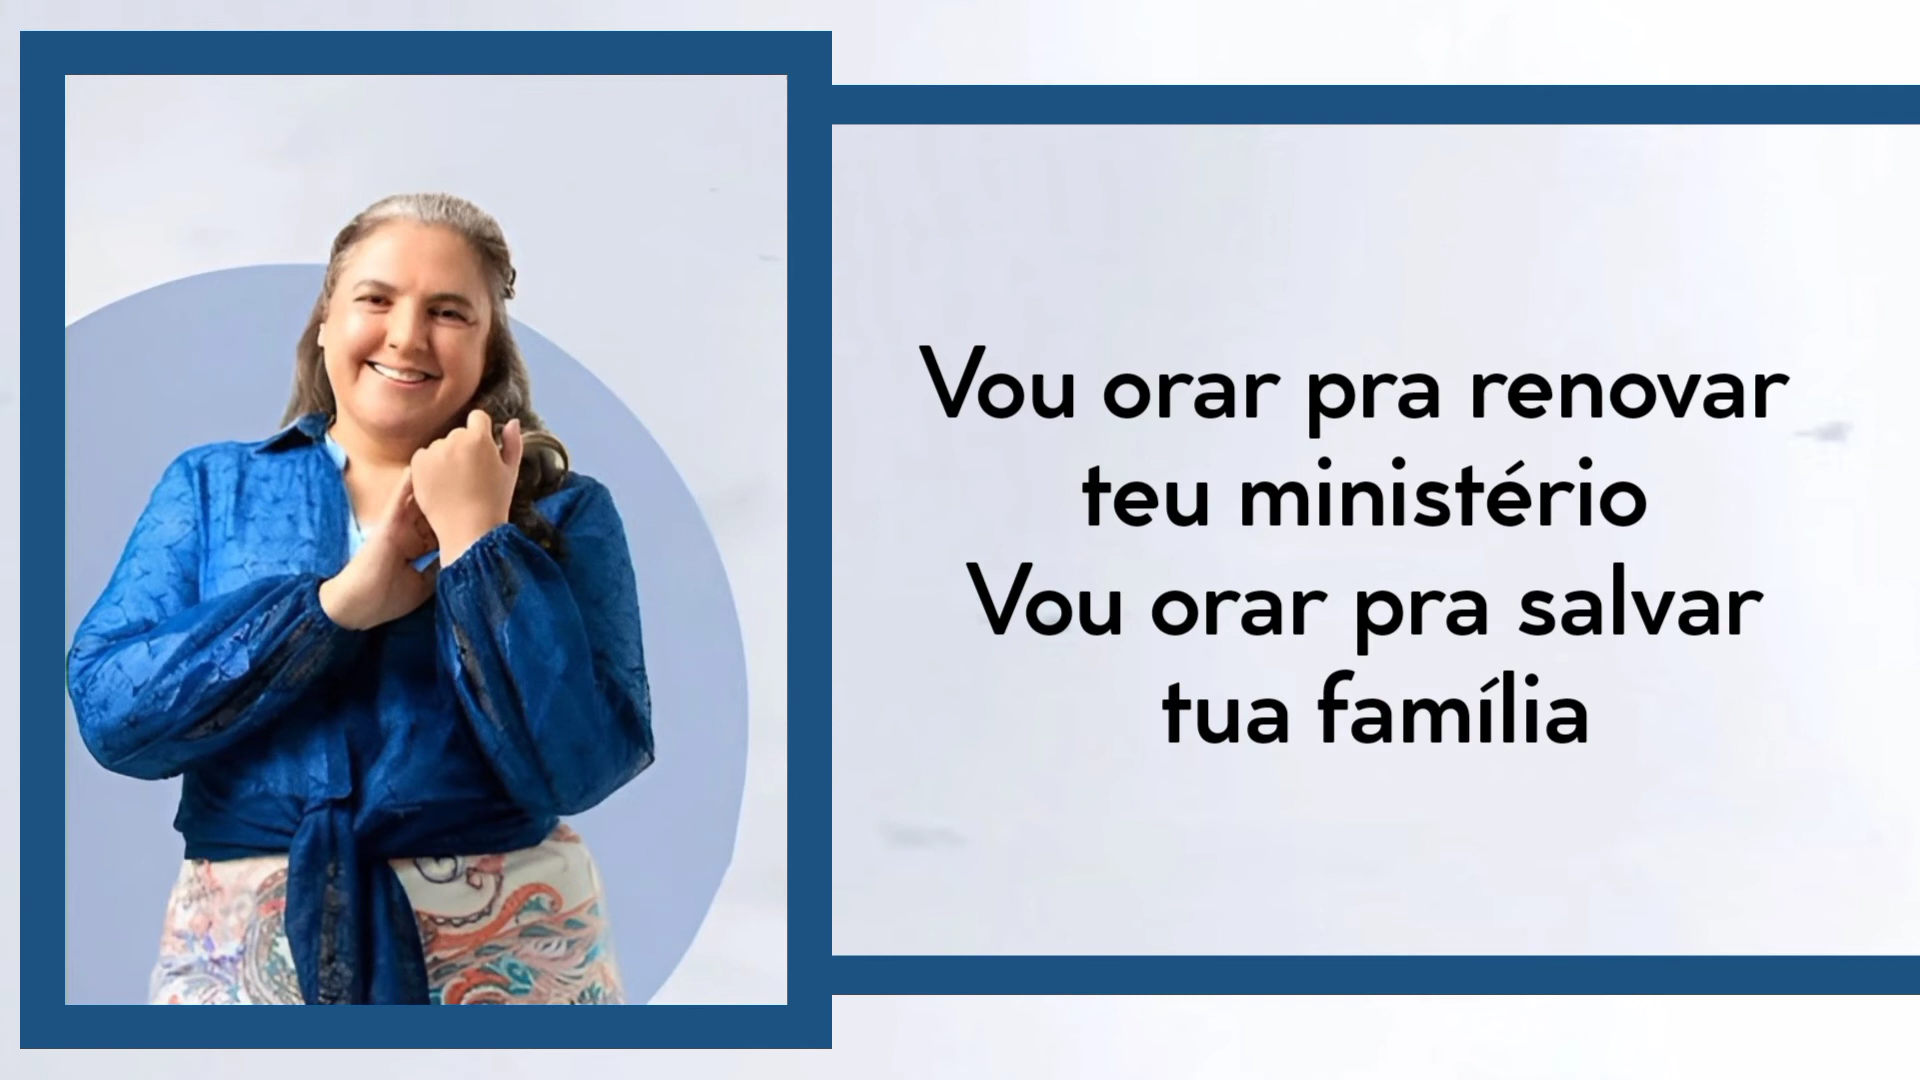 Vou orar pra renovar
teu ministério
Vou orar pra salvar
tua família